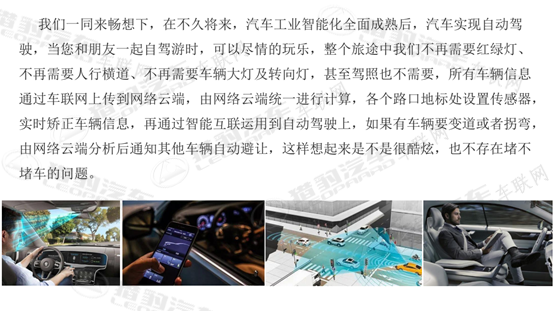 我们一同来畅想下，在不久将来，汽车工业智能化全面成熟后，汽车实现自动驾
驶，当您和朋友一起自驾游时，可以尽情的玩乐，整个旅途中我们不再需要红绿灯、
不再需要人行横道、不再需要车辆大灯及转向灯，甚至驾照也不需要，所有车辆信息
通过车联网上传到网络云端，由网络云端统一进行计算，各个路口地标处设置传感器，
实时矫正车辆信息，再通过智能互联运用到自动驾驶上，如果有车辆要变道或者拐弯，
由网络云端分析后通知其他车辆自动避让，这样想起来是不是很酷炫，也不存在堵不
堵车的问题。
猎豹汽车
车联网